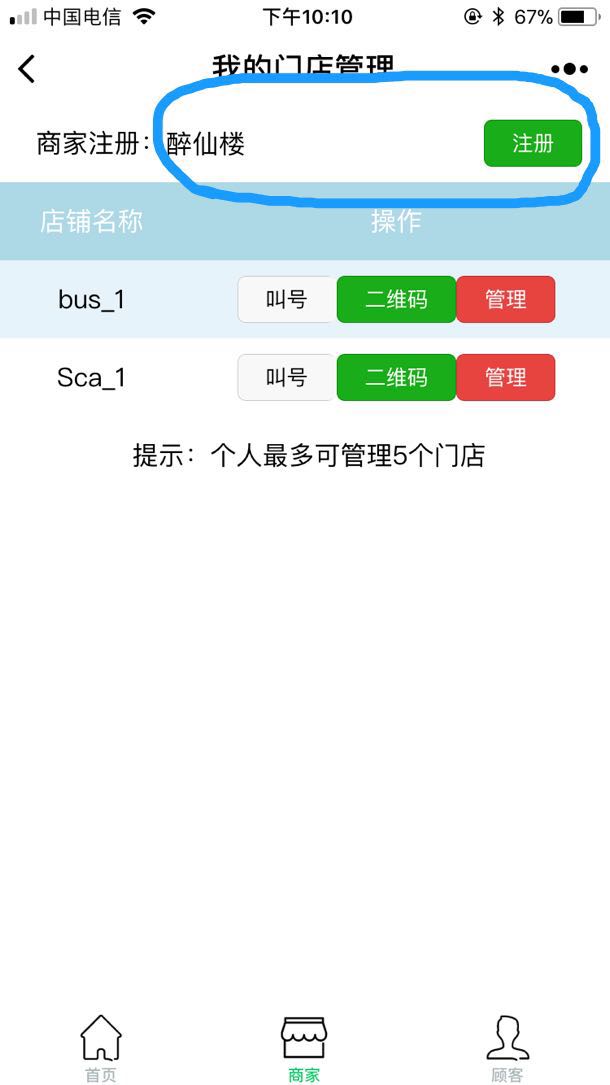 中国电信 下午10:10 67%
我的门店管理
商家注册：醉仙楼 注册
店铺名称 操作
bus_1 叫号 二维码 管理
Sca_1 叫号 二维码 管理
提示：个人最多可管理5个门店
首页 商家 顾客